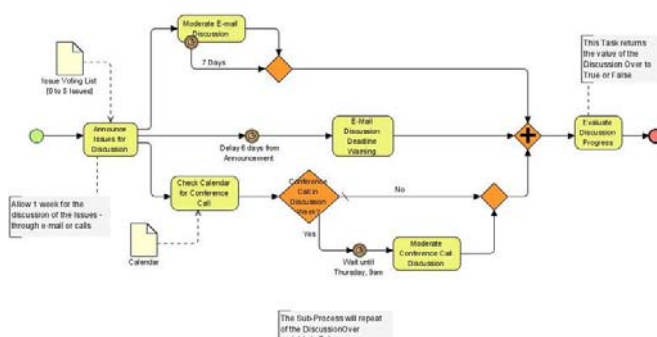 Moderate E-mail
Discussion
7 Days
Issue Voting List
[0 to 5 Issues]
This Task returns
the value of the
Discussion Over to
True or False
Announce
Issues for
Discussion
Delay 6 days from
Announcement
E-Mail
Discussion
Deadline
Warning
Evaluate
Discussion
Progress
Allow 1 week for the
discussion of the Issues -
through e-mail or calls
Check Calendar
for Conference
Call
Conference
Call in
Discussion
Week?
No
Yes
Calendar
Wait until
Thursday, 9am
Moderate
Conference Call
Discussion
The Sub-Process will repeat
of the DiscussionOver